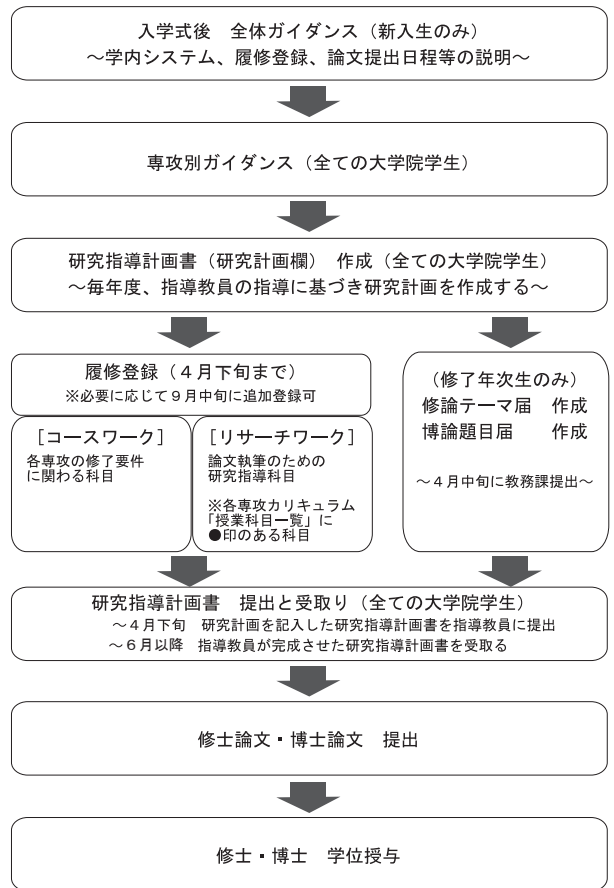 入学式後　全体ガイダンス（新入生のみ）
～学内システム、履修登録、論文提出日程等の説明～
専攻別ガイダンス（全ての大学院学生）
研究指導計画書（研究計画欄）　作成（全ての大学院学生）
～毎年度、指導教員の指導に基づき研究計画を作成する～
履修登録（４月下旬まで）
※必要に応じて９月中旬に追加登録可
［コースワーク］
各専攻の修了要件
に関わる科目
［リサーチワーク］
論文執筆のための
研究指導科目
※各専攻カリキュラム
「授業科目一覧」に
●印のある科目
（修了年次生のみ）
修論テーマ届　作成
博論題目届　　作成
～４月中旬に教務課提出～
研究指導計画書　提出と受取り（全ての大学院学生）
～４月下旬　研究計画を記入した研究指導計画書を指導教員に提出
～６月以降　指導教員が完成させた研究指導計画書を受取る
修士論文・博士論文　提出
修士・博士　学位授与